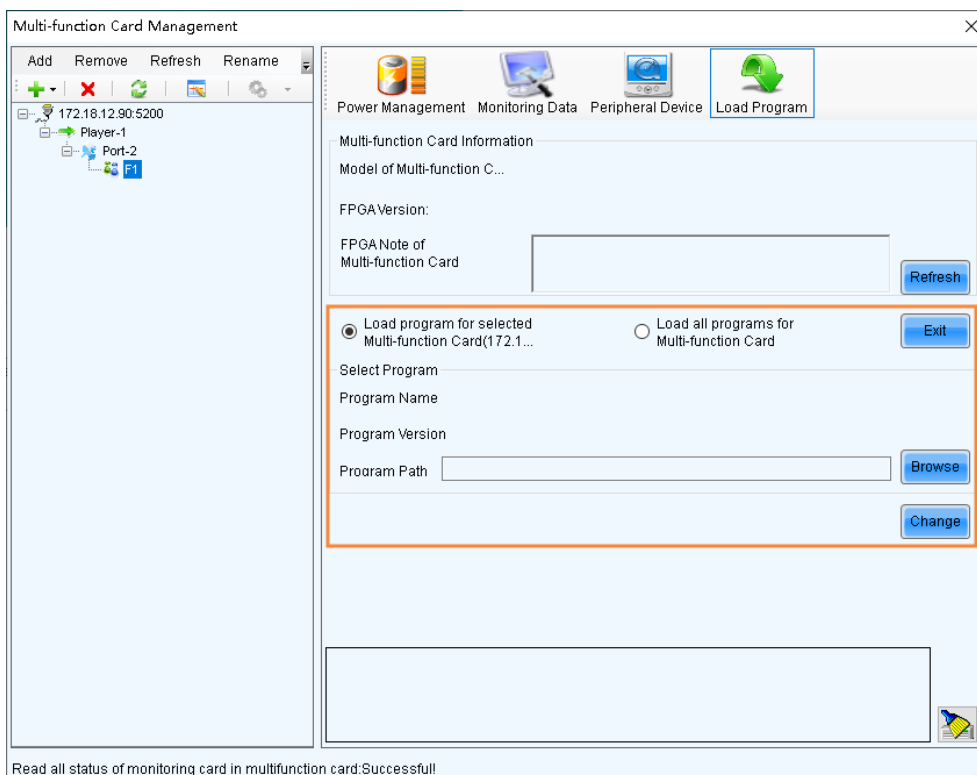 Multi-function Card Management
Add Remove Refresh Rename
172.18.12.90:5200
Player-1
Port-2
F1
Power Management Monitoring Data Peripheral Device Load Program
Multi-function Card Information
Model of Multi-function C...
FPGA Version:
FPGA Note of
Multi-function Card
Refresh
Load program for selected
Multi-function Card(172.1...
Load all programs for
Multi-function Card
Exit
Select Program
Program Name
Program Version
Program Path
Browse
Change
Read all status of monitoring card in multifunction card:Successful!